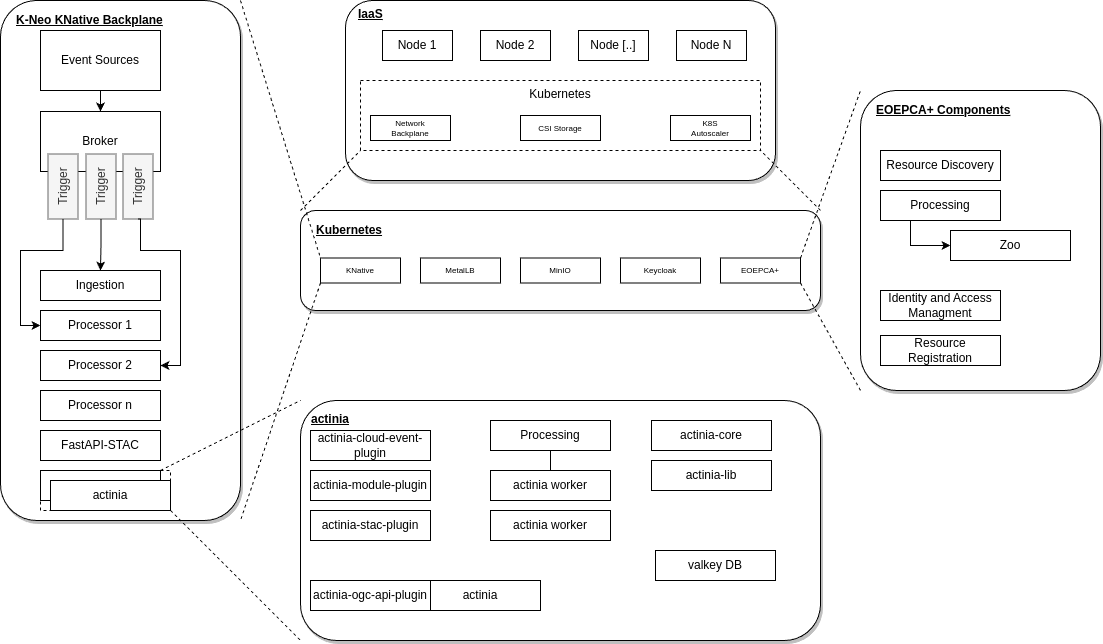 K-Neo KNative Backplane
Event Sources
Broker
Trigger
Trigger
Trigger
Ingestion
Processor 1
Processor 2
Processor n
FastAPI-STAC
actinia
IaaS
Node 1
Node 2
Node [..]
Node N
Kubernetes
Network
Backplane
CSI Storage
K8S
Autoscaler
Kubernetes
KNative
MetalLB
MinIO
Keycloak
EOEPCA+
EOEPCA+ Components
Resource Discovery
Processing
Zoo
Identity and Access
Managment
Resource
Registration
actinia
actinia-cloud-event-
plugin
actinia-module-plugin
actinia-stac-plugin
actinia-ogc-api-plugin
actinia
Processing
actinia worker
actinia worker
actinia-core
actinia-lib
valkey DB